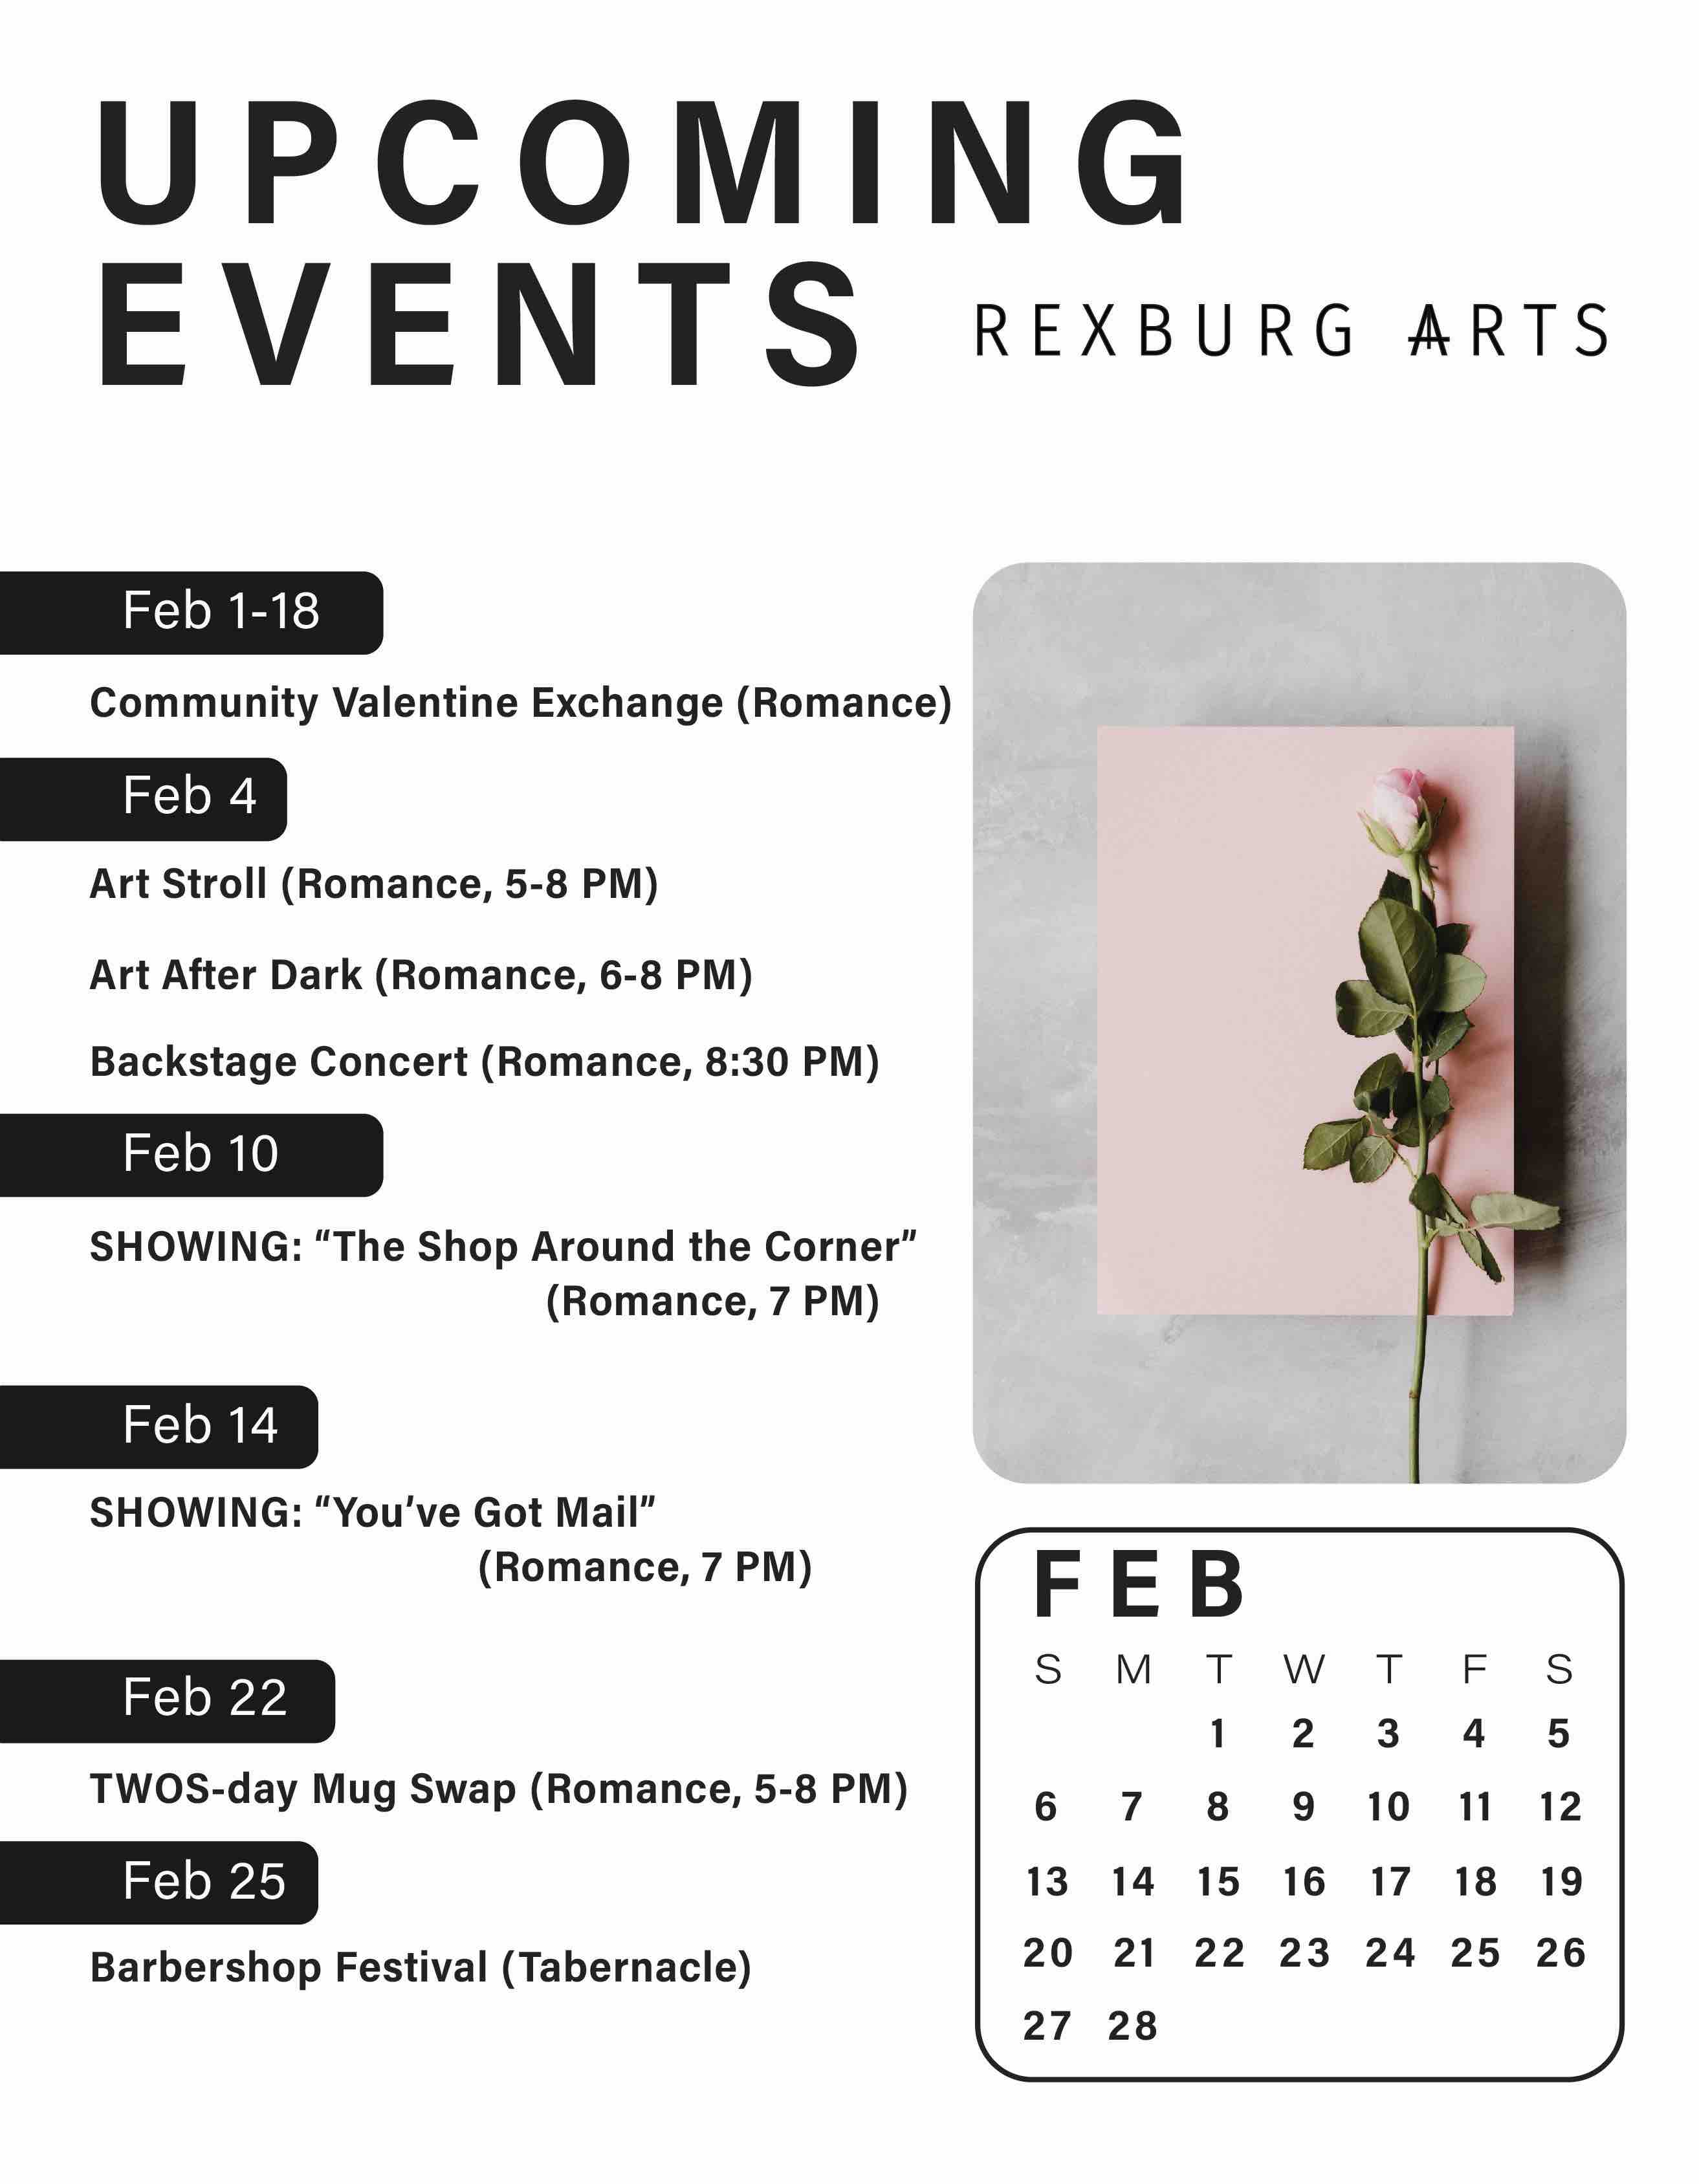 UPCOMING
EVENTS
REXBURG ARTS
Feb 1-18
Community Valentine Exchange (Romance)
Feb 4
Art Stroll (Romance, 5-8 PM)
Art After Dark (Romance, 6-8 PM)
Backstage Concert (Romance, 8:30 PM)
Feb 10
SHOWING: “The Shop Around the Corner”
(Romance, 7 PM)
Feb 14
SHOWING: “You’ve Got Mail”
(Romance, 7 PM)
Feb 22
TWOS-day Mug Swap (Romance, 5-8 PM)
Feb 25
Barbershop Festival (Tabernacle)
FEB
S M T W T F S
1 2 3 4 5
6 7 8 9 10 11 12
13 14 15 16 17 18 19
20 21 22 23 24 25 26
27 28